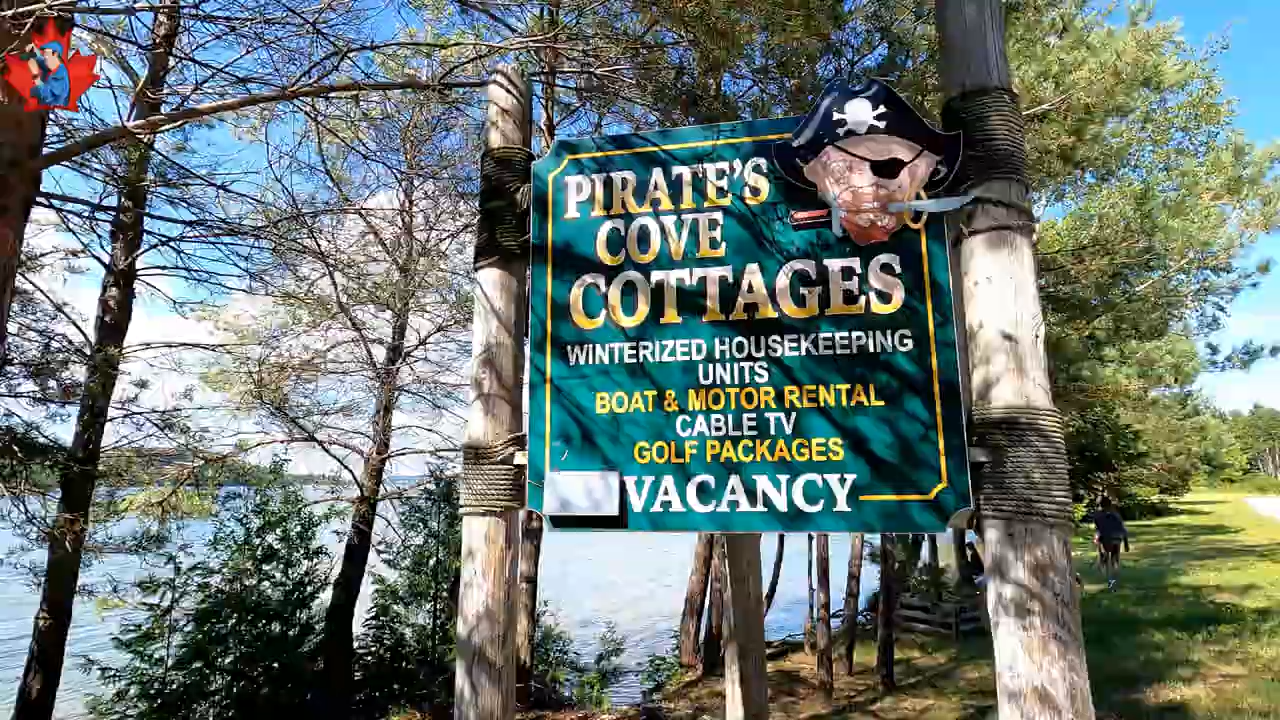 PIRATE'S
COVE
COTTAGES
WINTERIZED HOUSEKEEPING
UNITS
BOAT & MOTOR RENTAL
CABLE TV
GOLF PACKAGES
VACANCY